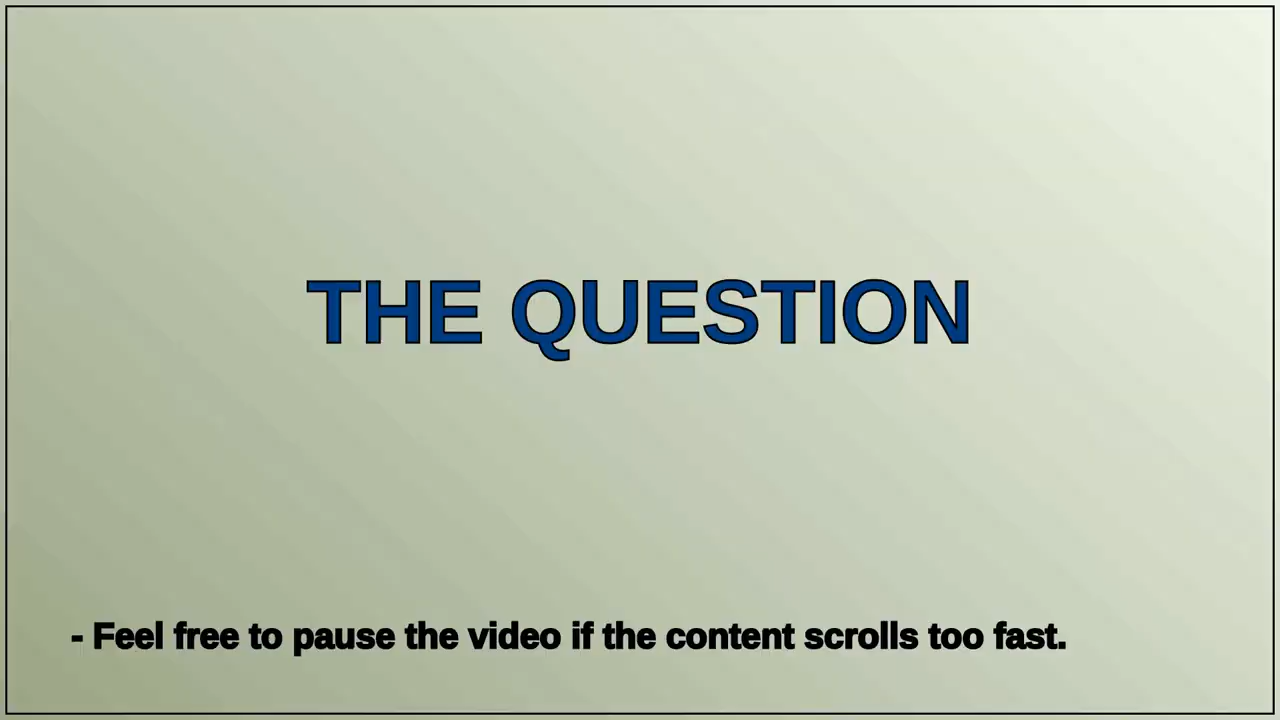 THE QUESTION
- Feel free to pause the video if the content scrolls too fast.